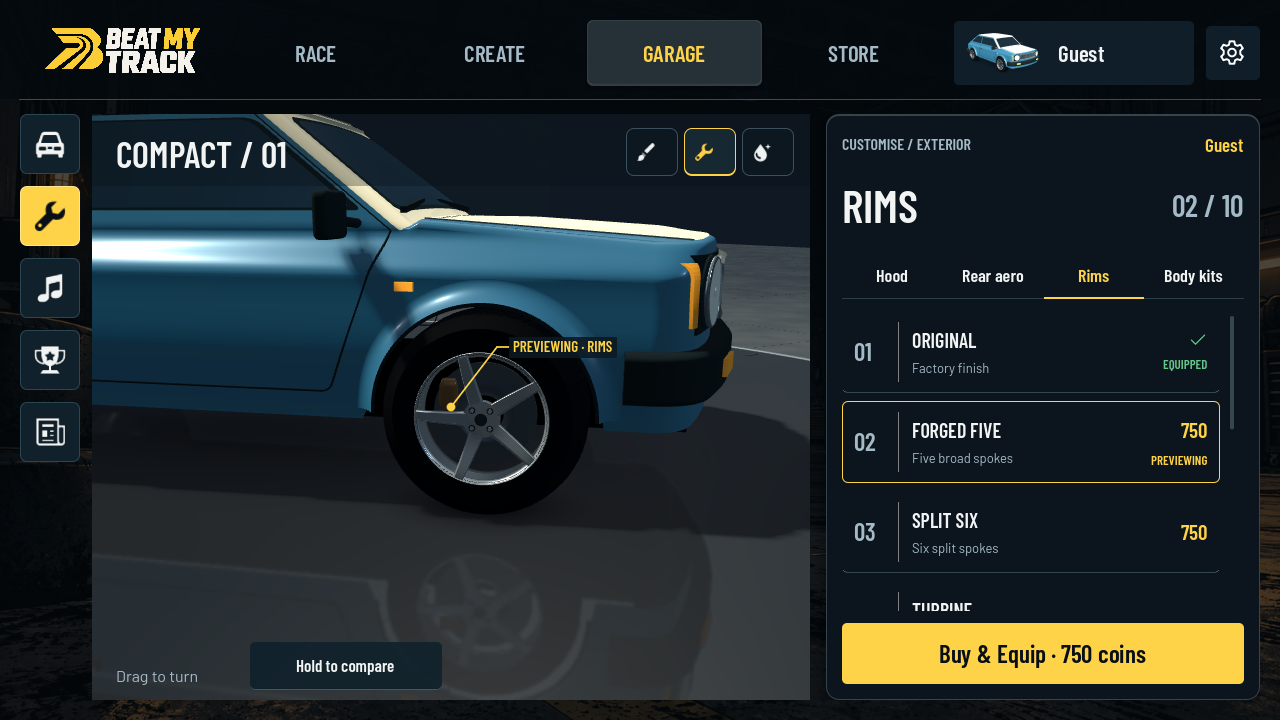 BEAT MY TRACK
RACE
CREATE
GARAGE
STORE
Guest
COMPACT / 01
PREVIEWING · RIMS
Drag to turn
Hold to compare
CUSTOMISE / EXTERIOR
Guest
RIMS
02 / 10
Hood
Rear aero
Rims
Body kits
01
ORIGINAL
Factory finish
EQUIPPED
02
FORGED FIVE
Five broad spokes
750
PREVIEWING
03
SPLIT SIX
Six split spokes
750
TURBINE
Buy & Equip · 750 coins